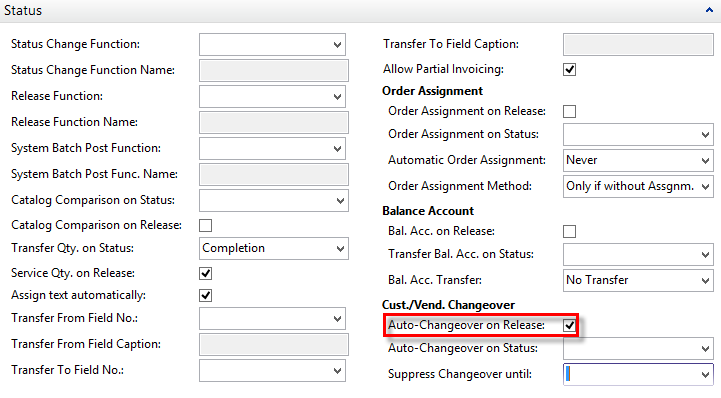 Status
Status Change Function:
Status Change Function Name:
Release Function:
Release Function Name:
System Batch Post Function:
System Batch Post Func. Name:
Catalog Comparison on Status:
Catalog Comparison on Release:
Transfer Qty. on Status: Completion
Service Qty. on Release:
Assign text automatically:
Transfer From Field No.:
Transfer From Field Caption:
Transfer To Field No.:
Transfer To Field Caption:
Allow Partial Invoicing:
Order Assignment
Order Assignment on Release:
Order Assignment on Status:
Automatic Order Assignment: Never
Order Assignment Method: Only if without Assgnm.
Balance Account
Bal. Acc. on Release:
Transfer Bal. Acc. on Status:
Bal. Acc. Transfer: No Transfer
Cust./Vend. Changeover
Auto-Changeover on Release:
Auto-Changeover on Status:
Suppress Changeover until: